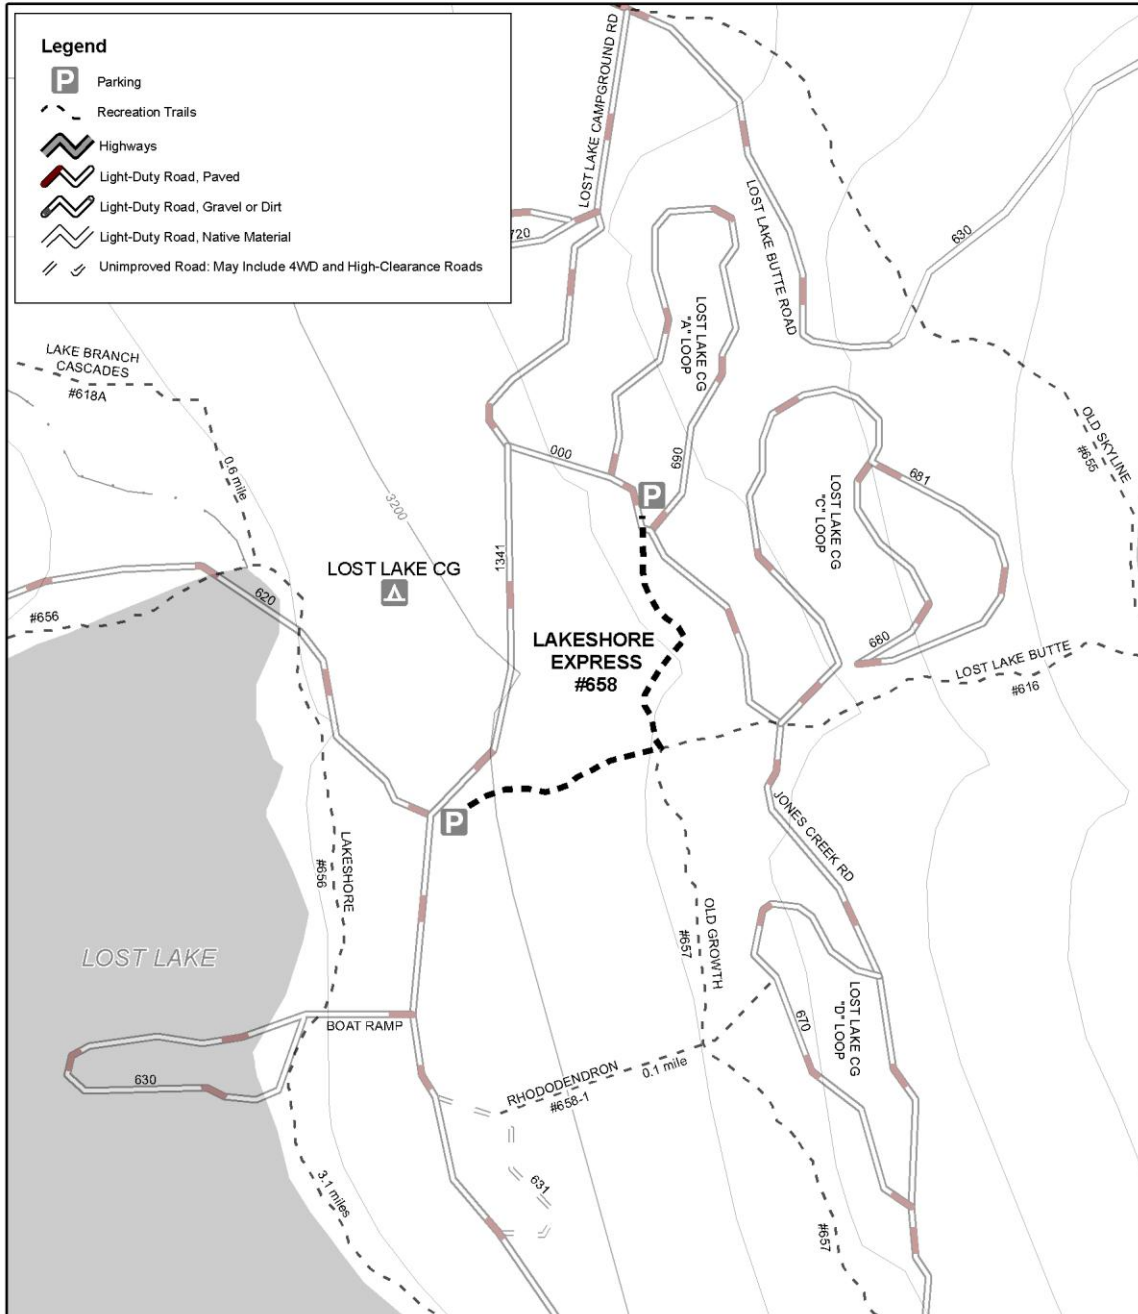 Legend
P
Parking
Recreation Trails
Highways
Light-Duty Road, Paved
Light-Duty Road, Gravel or Dirt
Light-Duty Road, Native Material
Unimproved Road: May Include 4WD and High-Clearance Roads
LOST LAKE CAMPGROUND RD
720
LOST LAKE BUTTE ROAD
630
LOST LAKE CG
"A" LOOP
690
000
P
LAKE BRANCH
CASCADES
#618A
0.6 mile
3200
OLD SKYLINE
#655
LOST LAKE CG
"C" LOOP
681
680
1341
LOST LAKE CG
620
#656
LAKESHORE
EXPRESS
#658
LOST LAKE BUTTE
#616
P
JONES CREEK RD
LAKESHORE
#656
OLD GROWTH
#657
LOST LAKE
LOST LAKE CG
"D" LOOP
670
BOAT RAMP
630
RHODODENDRON
0.1 mile
#658-1
631
3.1 miles
#657